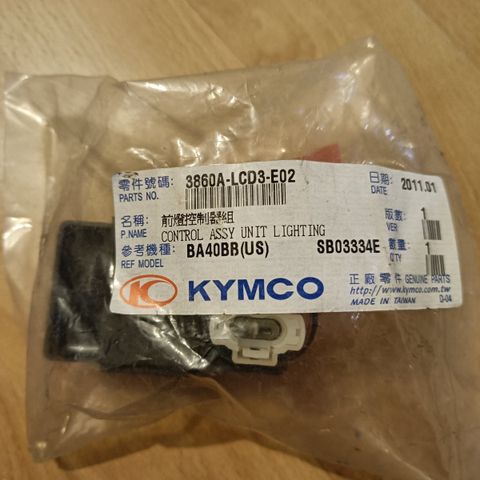 零件號碼: 3860A-LCD3-E02 日期: 2011.01
PARTS NO. DATE
名稱: 前燈控制器組 版數: 1
P.NAME CONTROL ASSY UNIT LIGHTING VER
參考機種: BA40BB(US) SB03334E 數量: 1
REF MODEL QTY
KYMCO 正廠零件 GENUINE PARTS
http://www.kymco.com.tw
MADE IN TAIWAN D-04